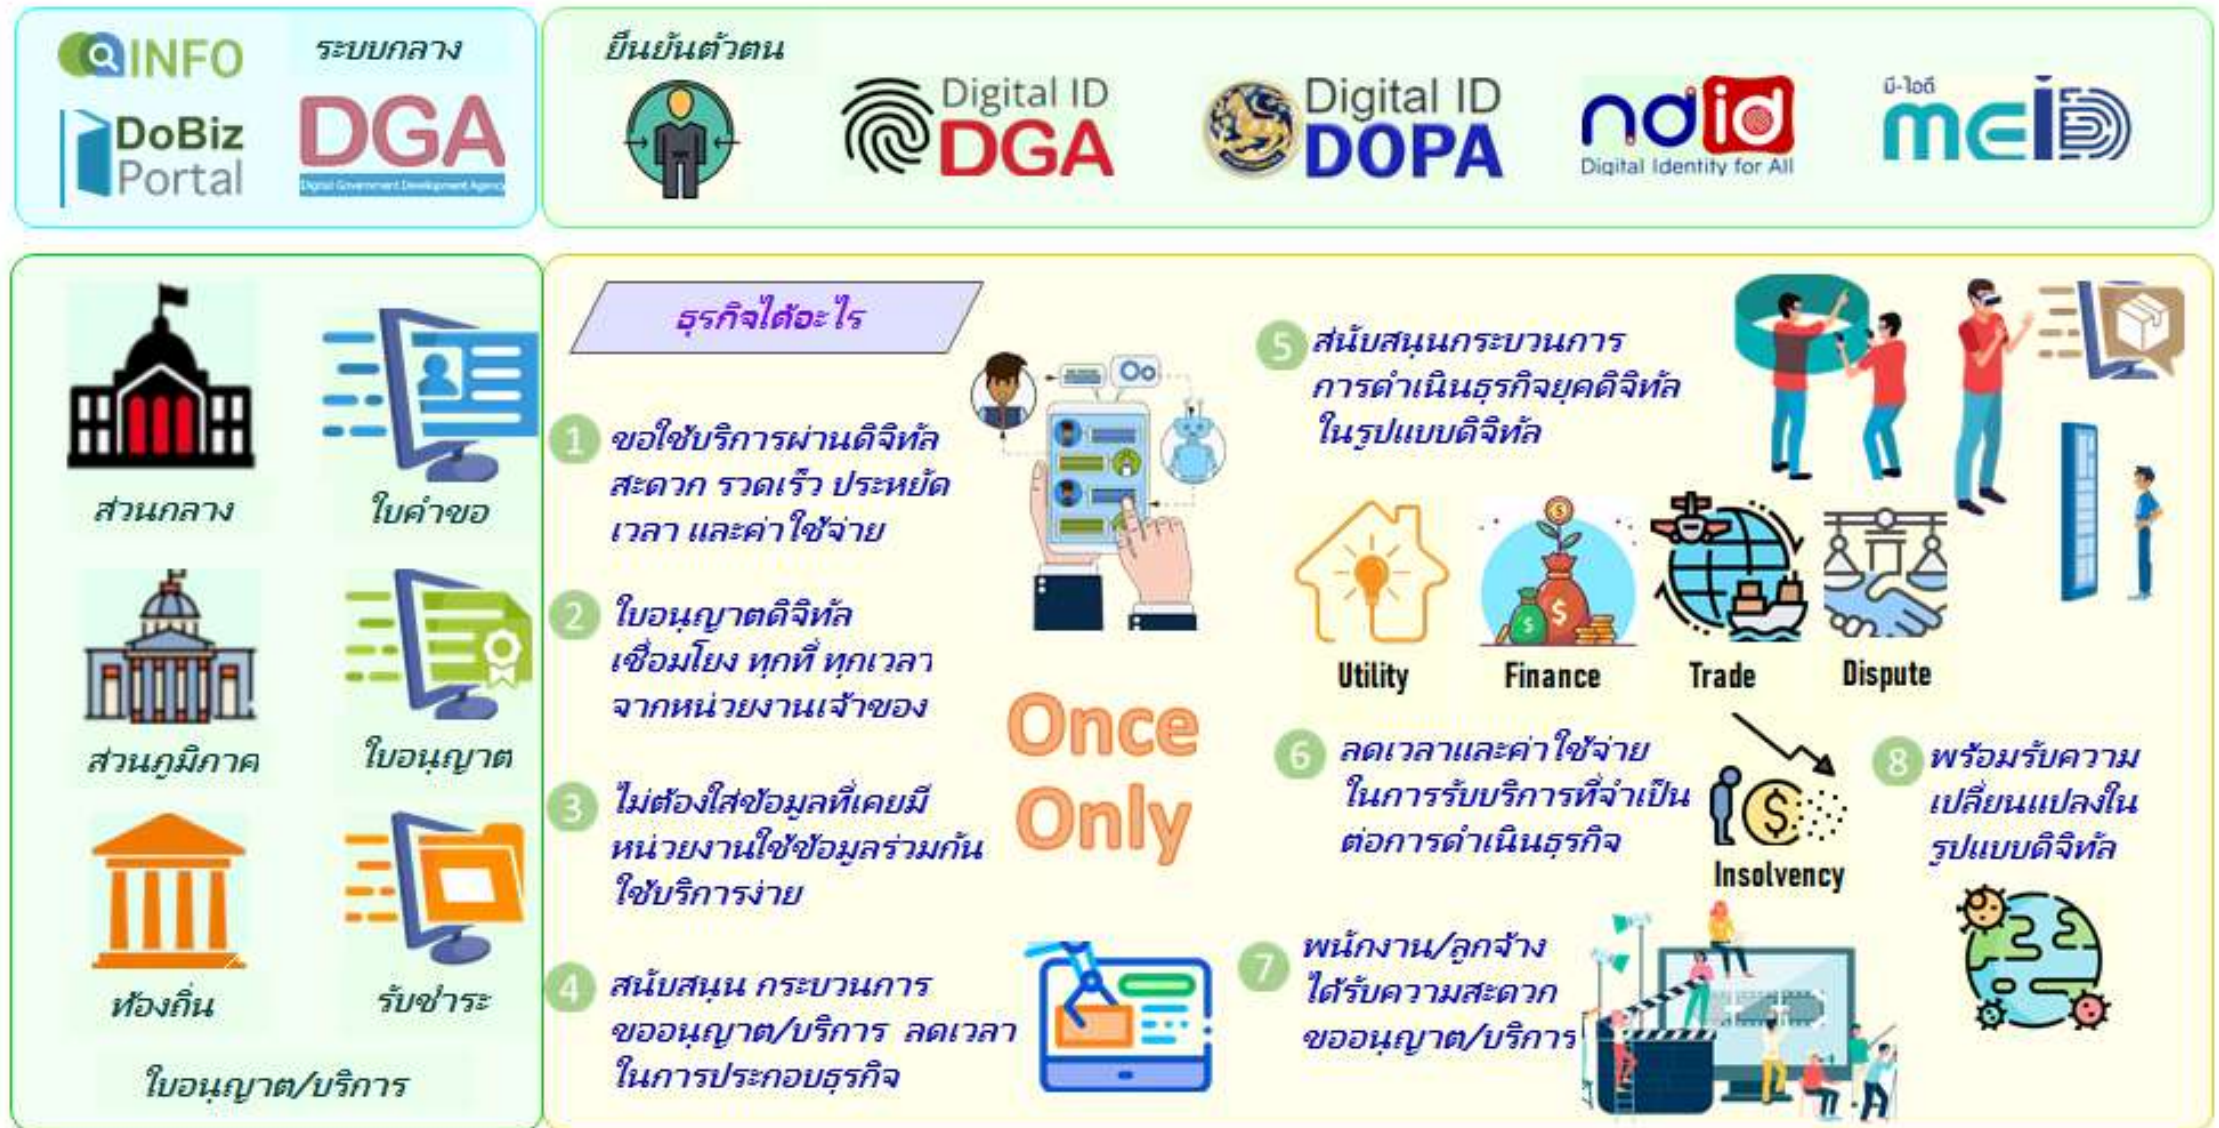 INFO
ระบบกลาง
DoBiz
Portal
DGA
Digital Government Development Agency
ยืนยันตัวตน
Digital ID
DGA
Digital ID
DOPA
ndid
Digital Identity for All
มี-ไอดี
meiD
ส่วนกลาง
ใบคำขอ
ส่วนภูมิภาค
ใบอนุญาต
ท้องถิ่น
รับชำระ
ใบอนุญาต/บริการ
ธุรกิจได้อะไร
1 ขอใช้บริการผ่านดิจิทัล
สะดวก รวดเร็ว ประหยัด
เวลา และค่าใช้จ่าย
2 ใบอนุญาตดิจิทัล
เชื่อมโยง ทุกที่ ทุกเวลา
จากหน่วยงานเจ้าของ
3 ไม่ต้องใส่ข้อมูลที่เคยมี
หน่วยงานใช้ข้อมูลร่วมกัน
ใช้บริการง่าย
Once
Only
4 สนับสนุน กระบวนการ
ขออนุญาต/บริการ ลดเวลา
ในการประกอบธุรกิจ
5 ส่นับสนุนกระบวนการ
การดำเนินธุรกิจยุคดิจิทัล
ในรูปแบบดิจิทัล
Utility
Finance
Trade
Dispute
6 ลดเวลาและค่าใช้จ่าย
ในการรับบริการที่จำเป็น
ต่อการดำเนินธุรกิจ
Insolvency
7 พนักงาน/ลูกจ้าง
ได้รับความสะดวก
ขออนุญาต/บริการ
8 พร้อมรับความ
เปลี่ยนแปลงใน
รูปแบบดิจิทัล